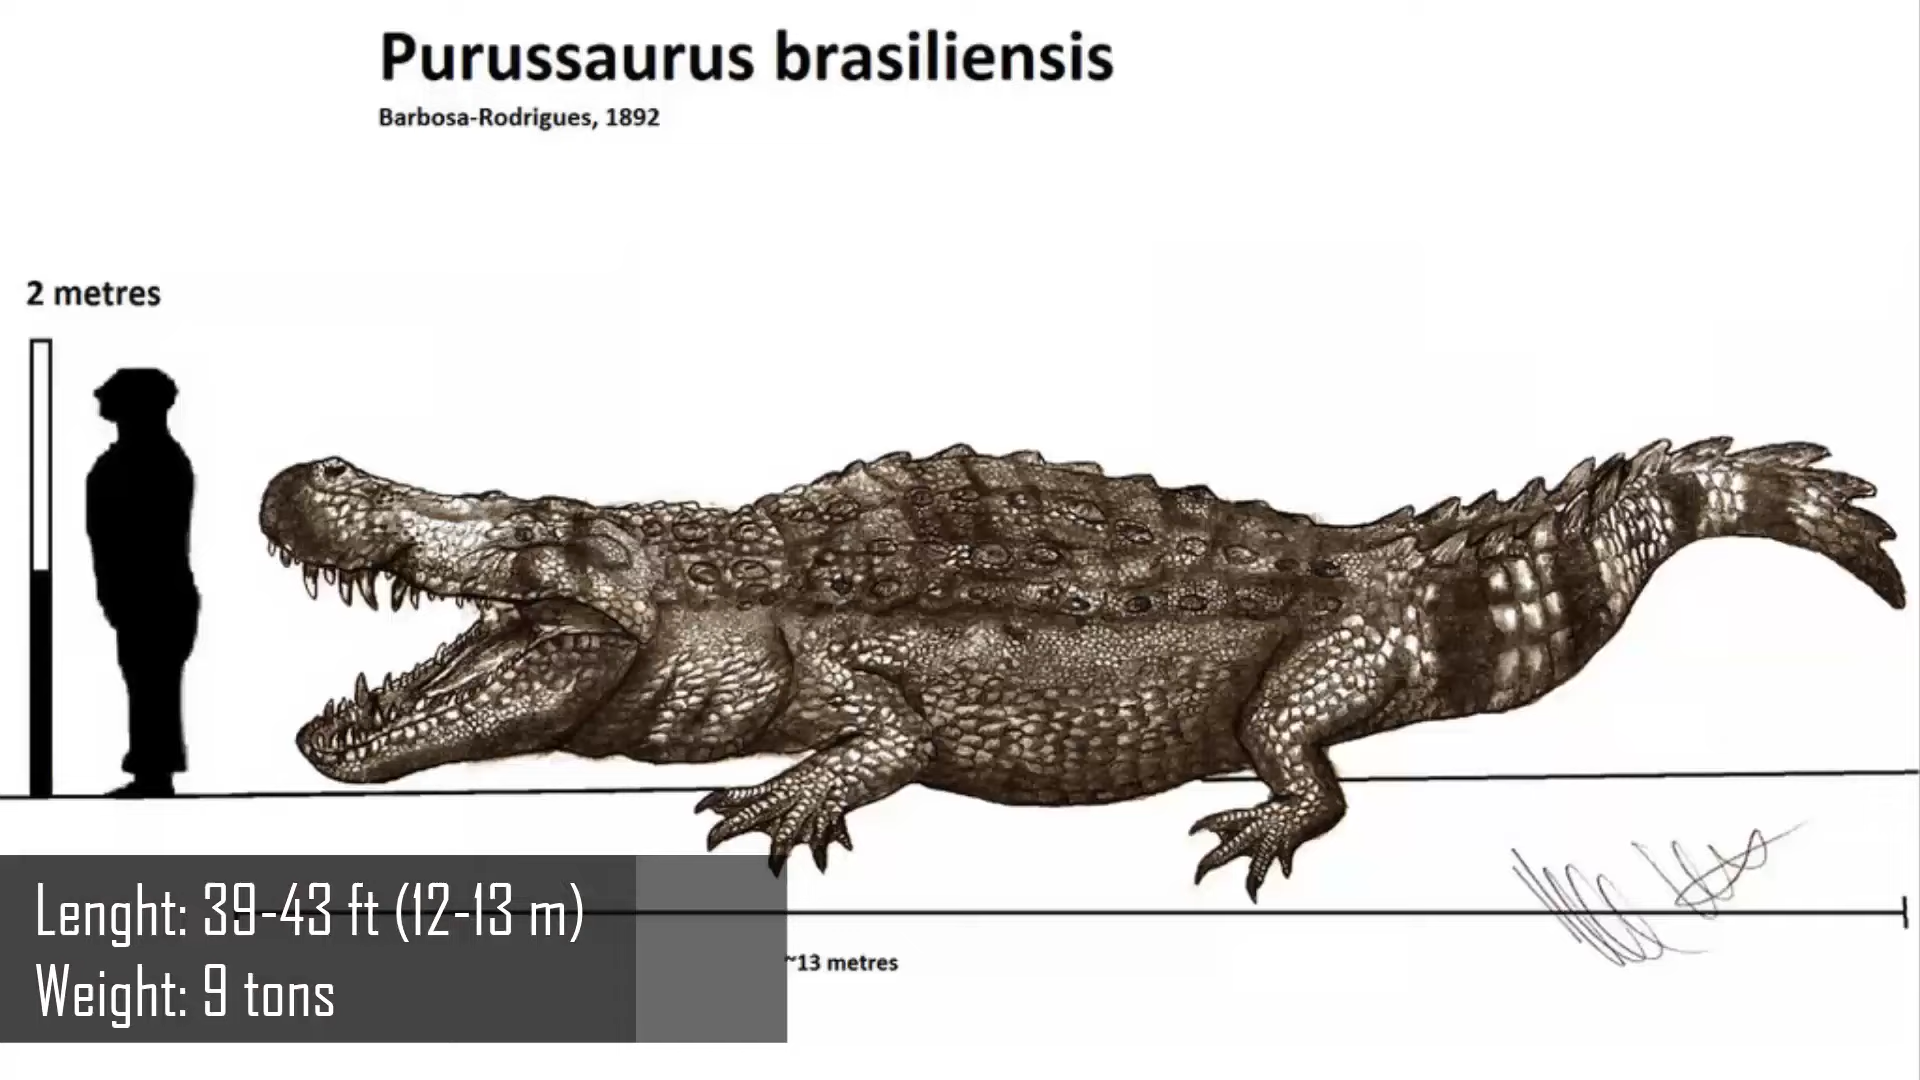 Purussaurus brasiliensis
Barbosa-Rodrigues, 1892
2 metres
Lenght: 39-43 ft (12-13 m)
~13 metres
Weight: 9 tons